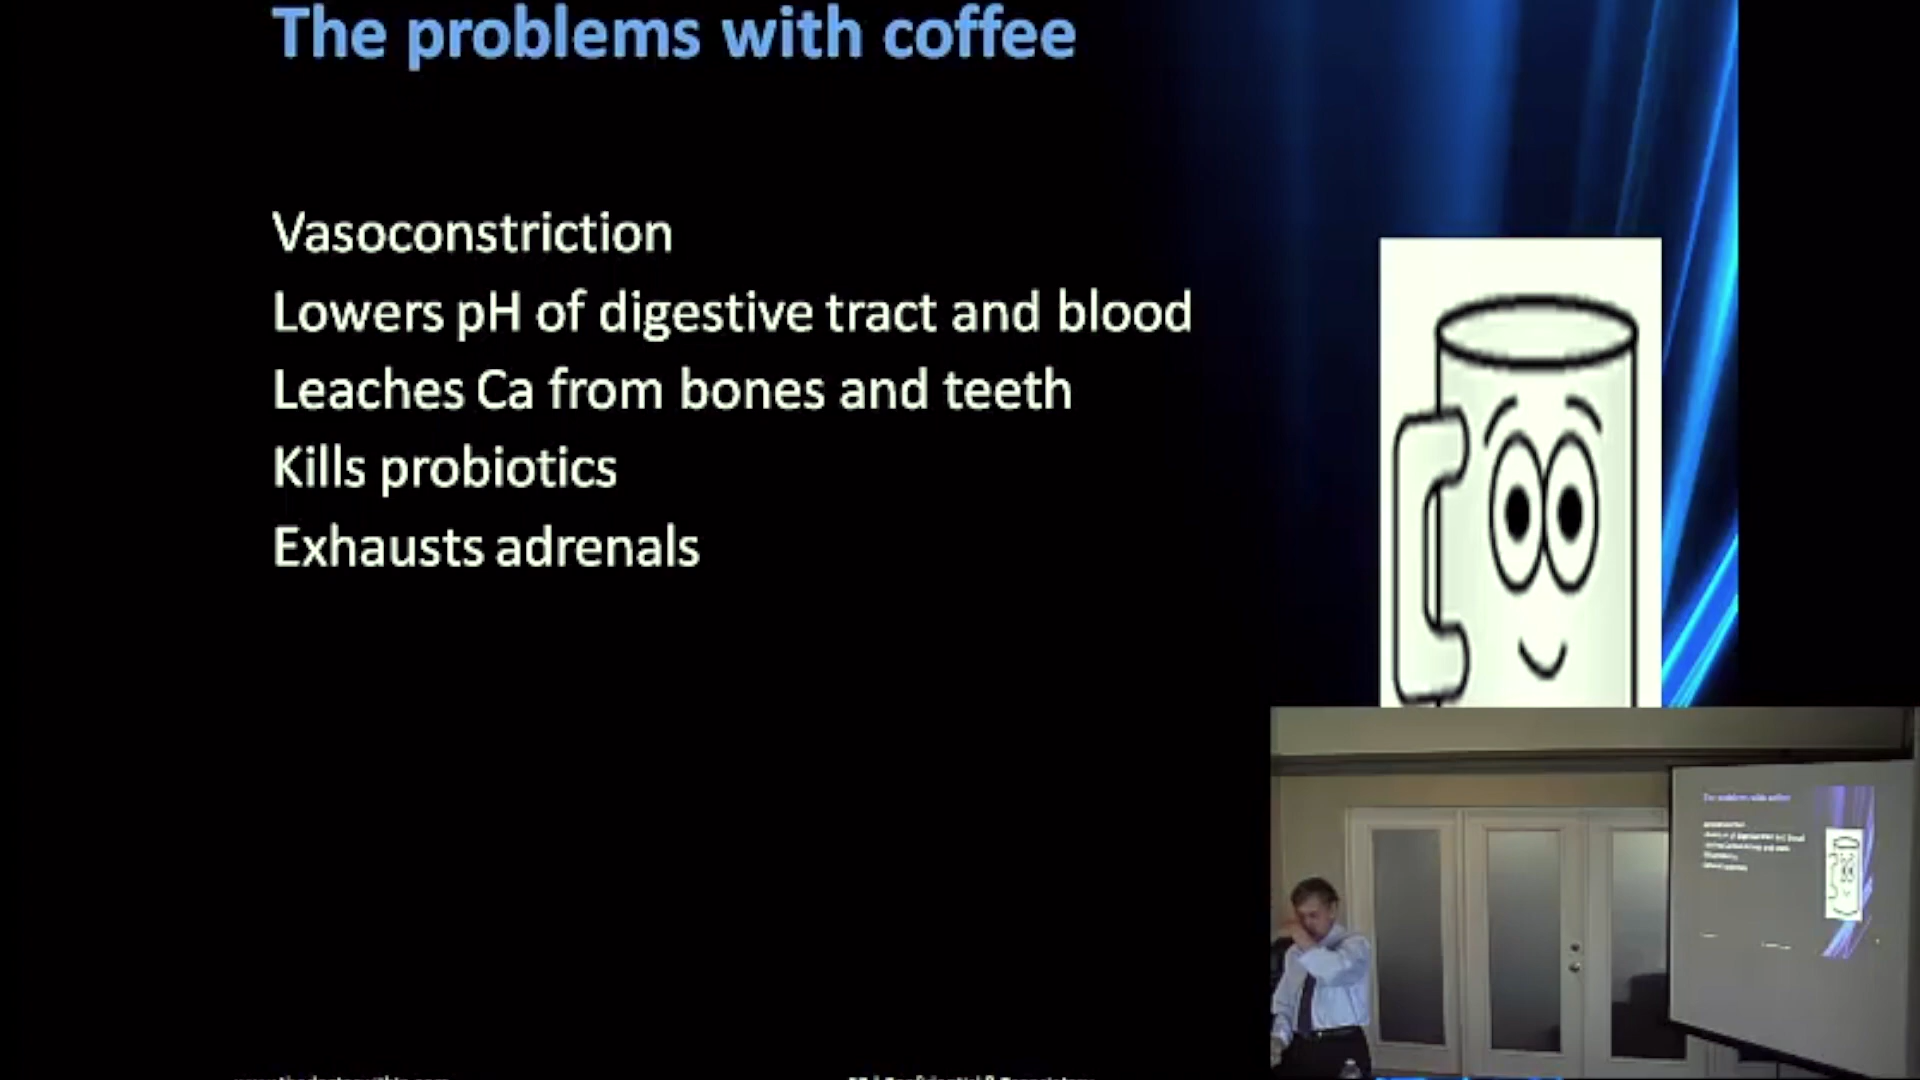 The problems with coffee
Vasoconstriction
Lowers pH of digestive tract and blood
Leaches Ca from bones and teeth
Kills probiotics
Exhausts adrenals